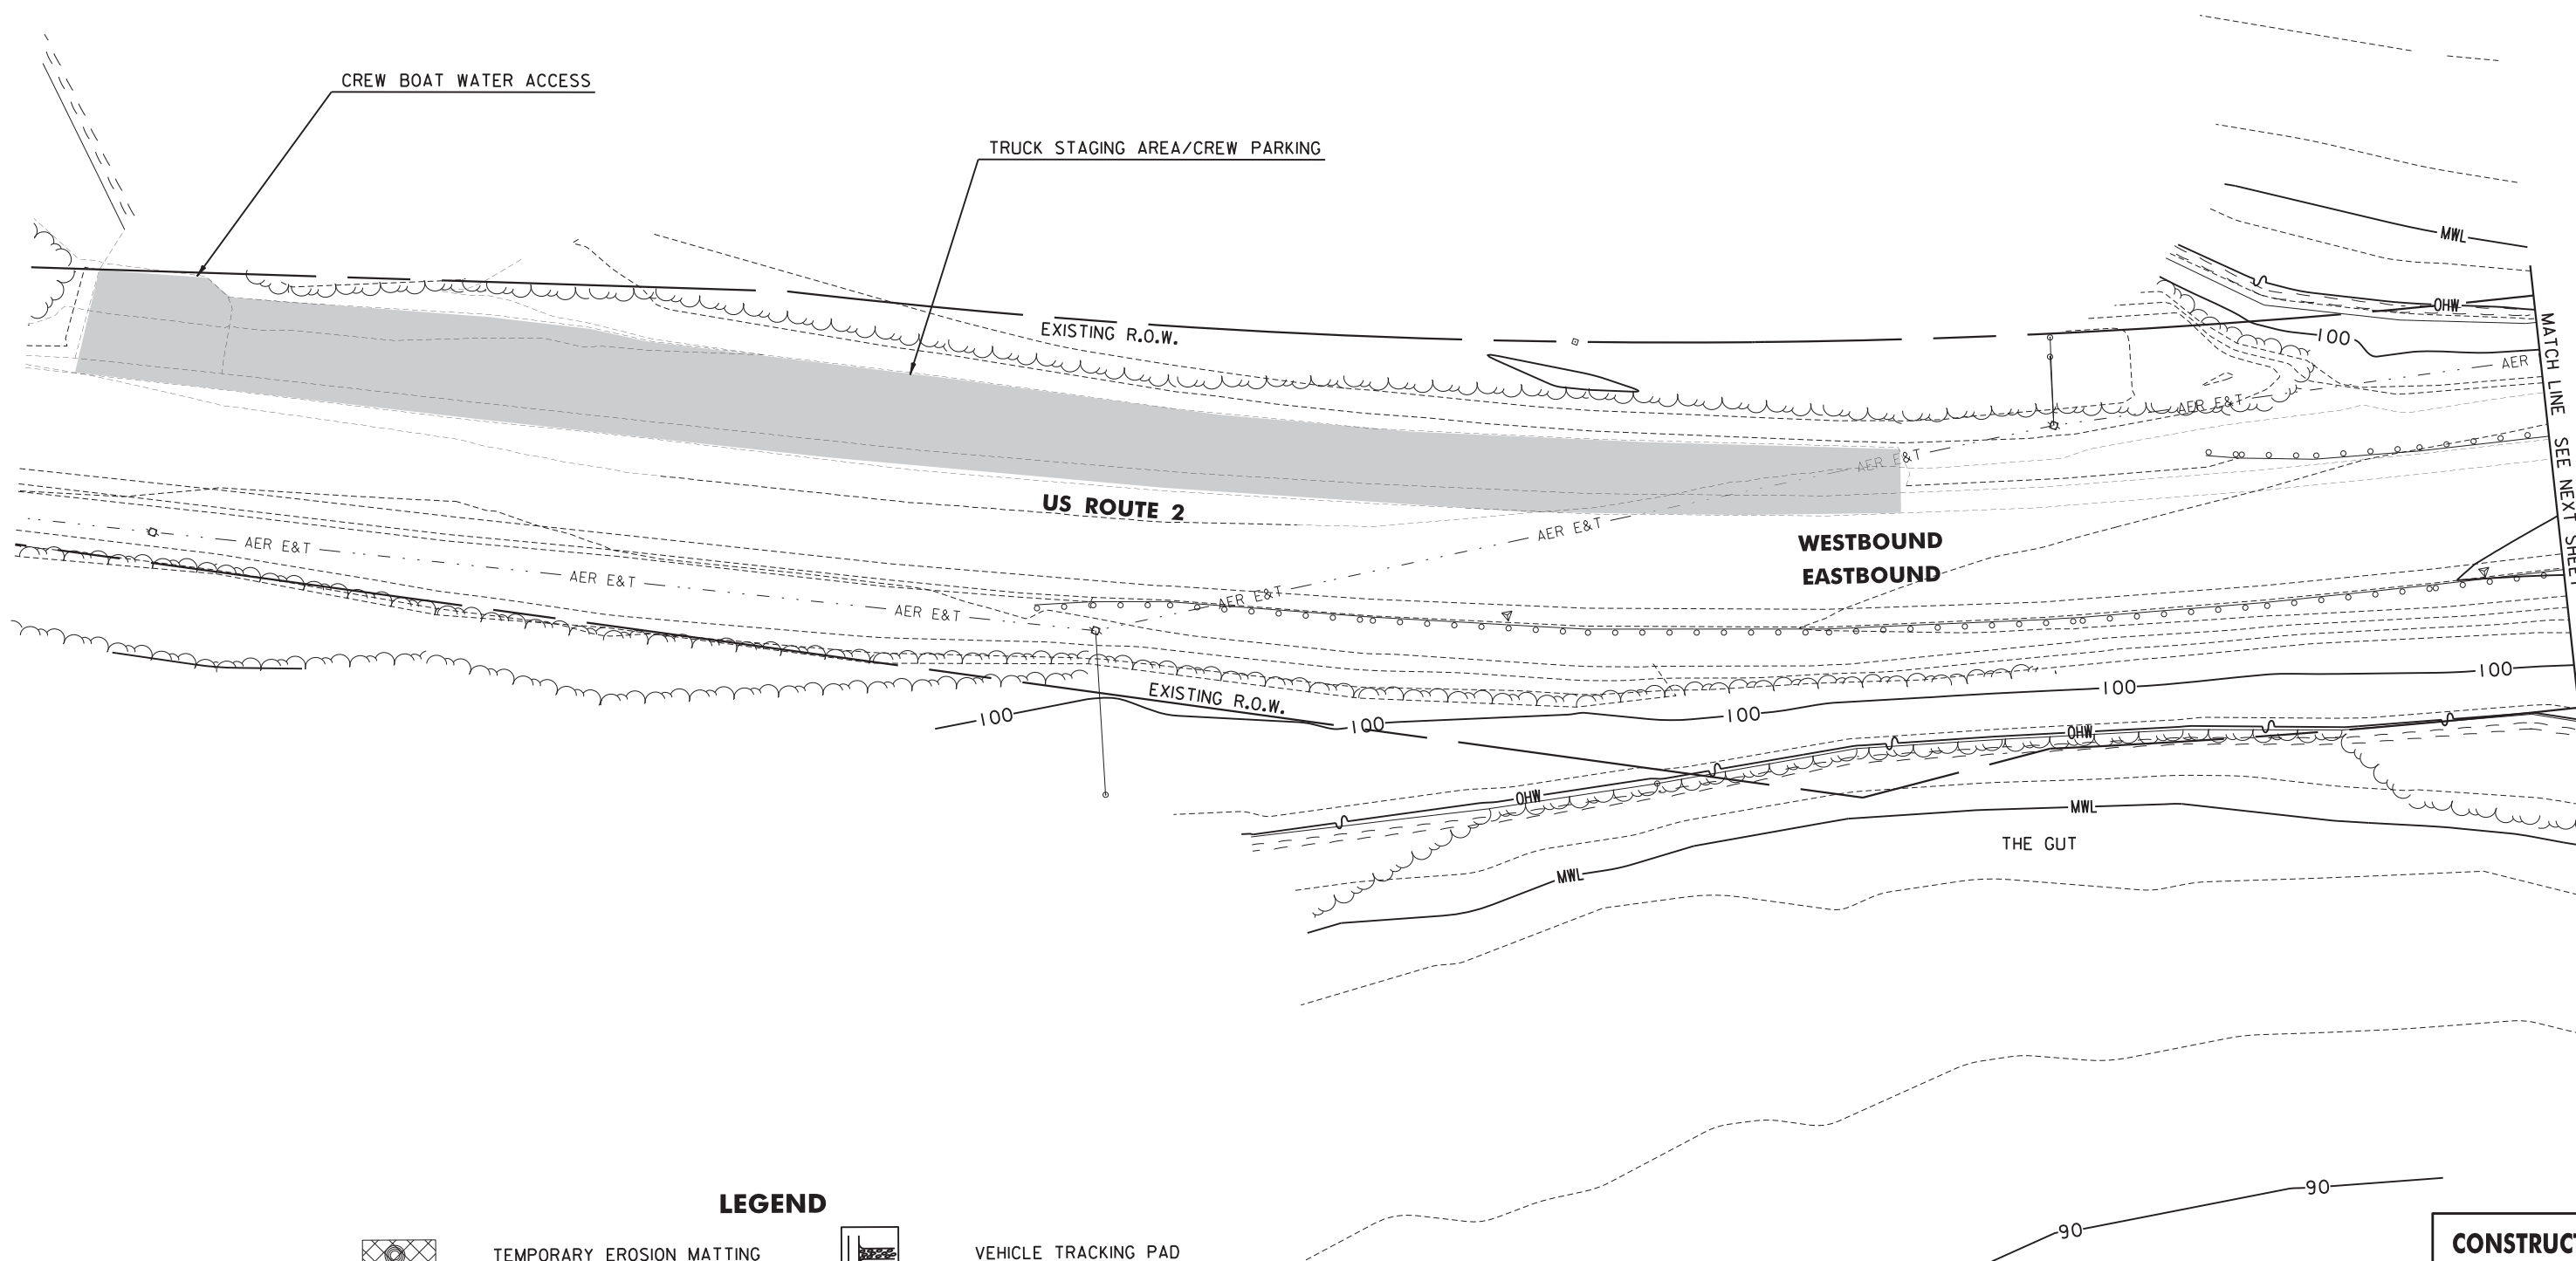 CREW BOAT WATER ACCESS
TRUCK STAGING AREA/CREW PARKING
MWL
OHW
EXISTING R.O.W.
100
AER
AER E&T
MATCH LINE SEE NEXT SHEET
AER E&T
US ROUTE 2
AER E&T
WESTBOUND
EASTBOUND
AER E&T
AER E&T
AER E&T
AER E&T
EXISTING R.O.W.
100
100
100
100
100
OHW
OHW
MWL
MWL
THE GUT
90
90
LEGEND
TEMPORARY EROSION MATTING
VEHICLE TRACKING PAD
CONSTRUCT